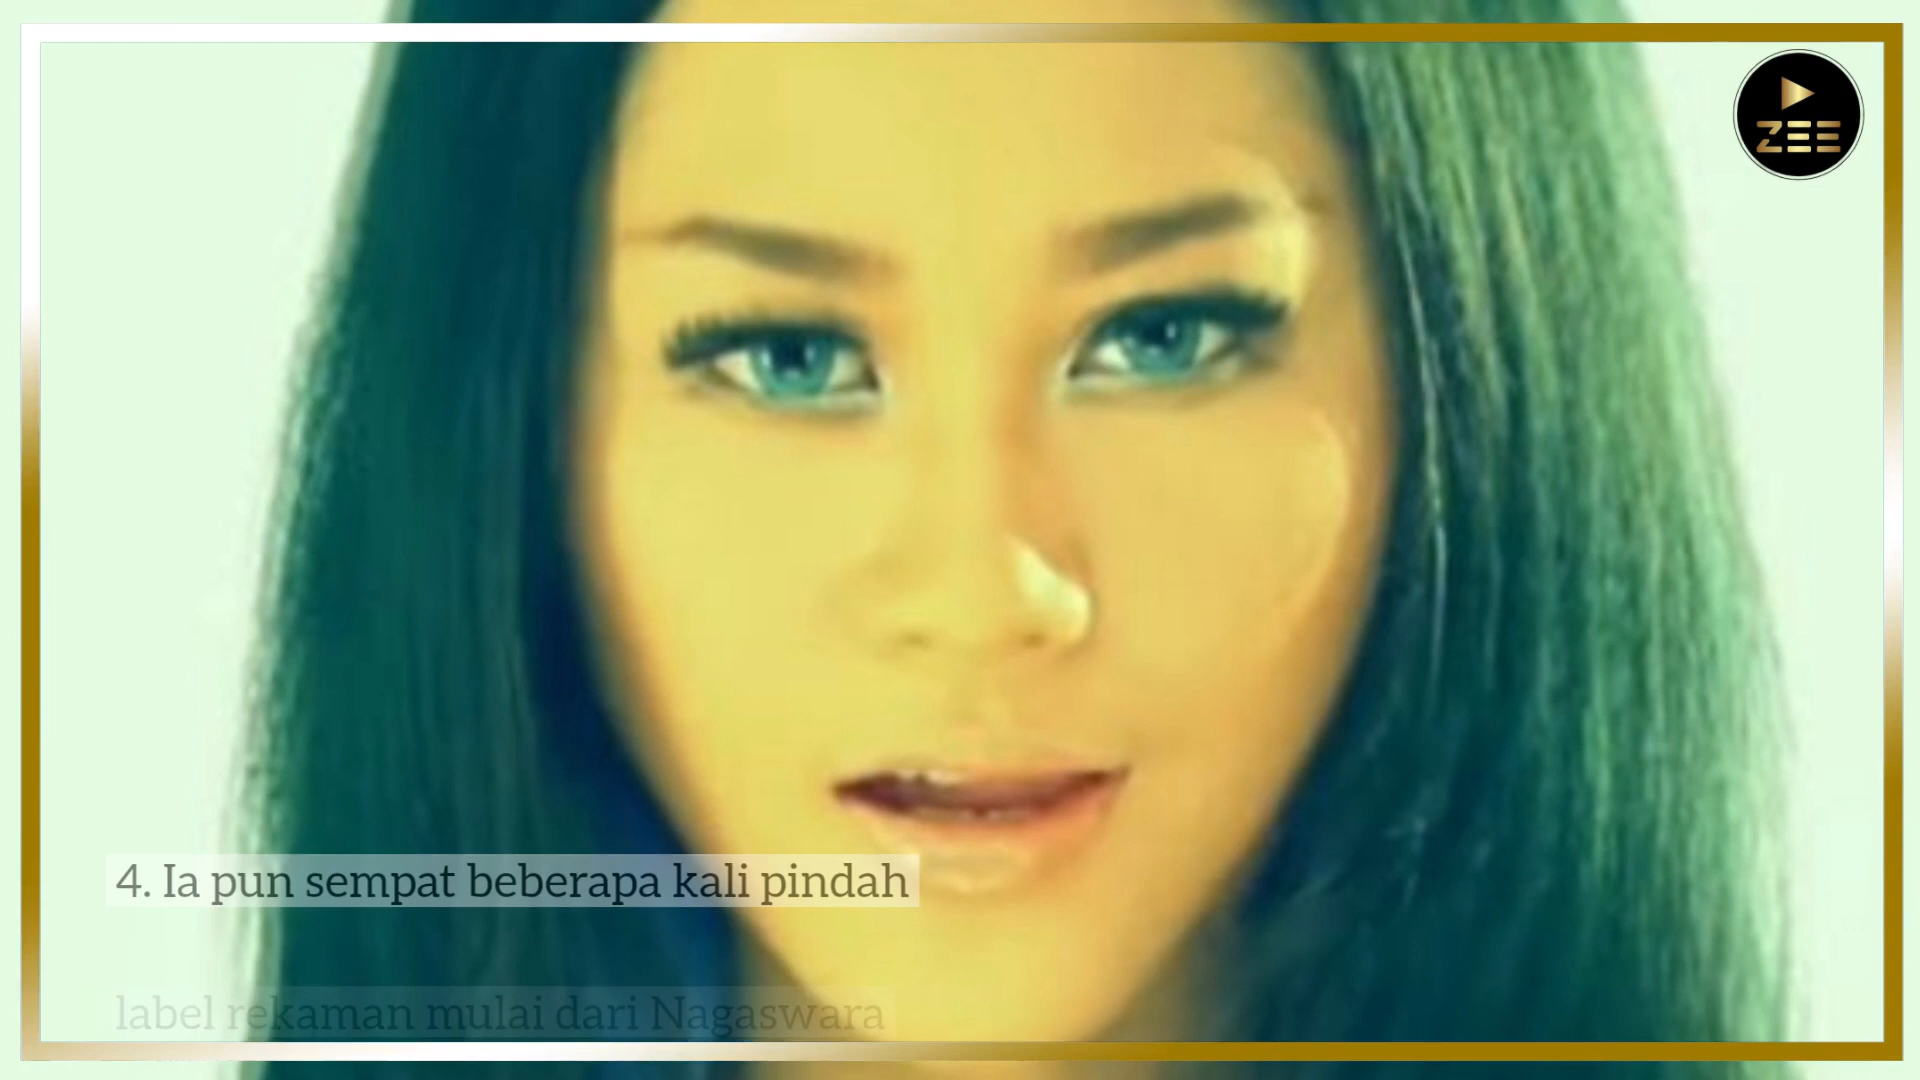 ZEE
4. Ia pun sempat beberapa kali pindah
label rekaman mulai dari Nagaswara